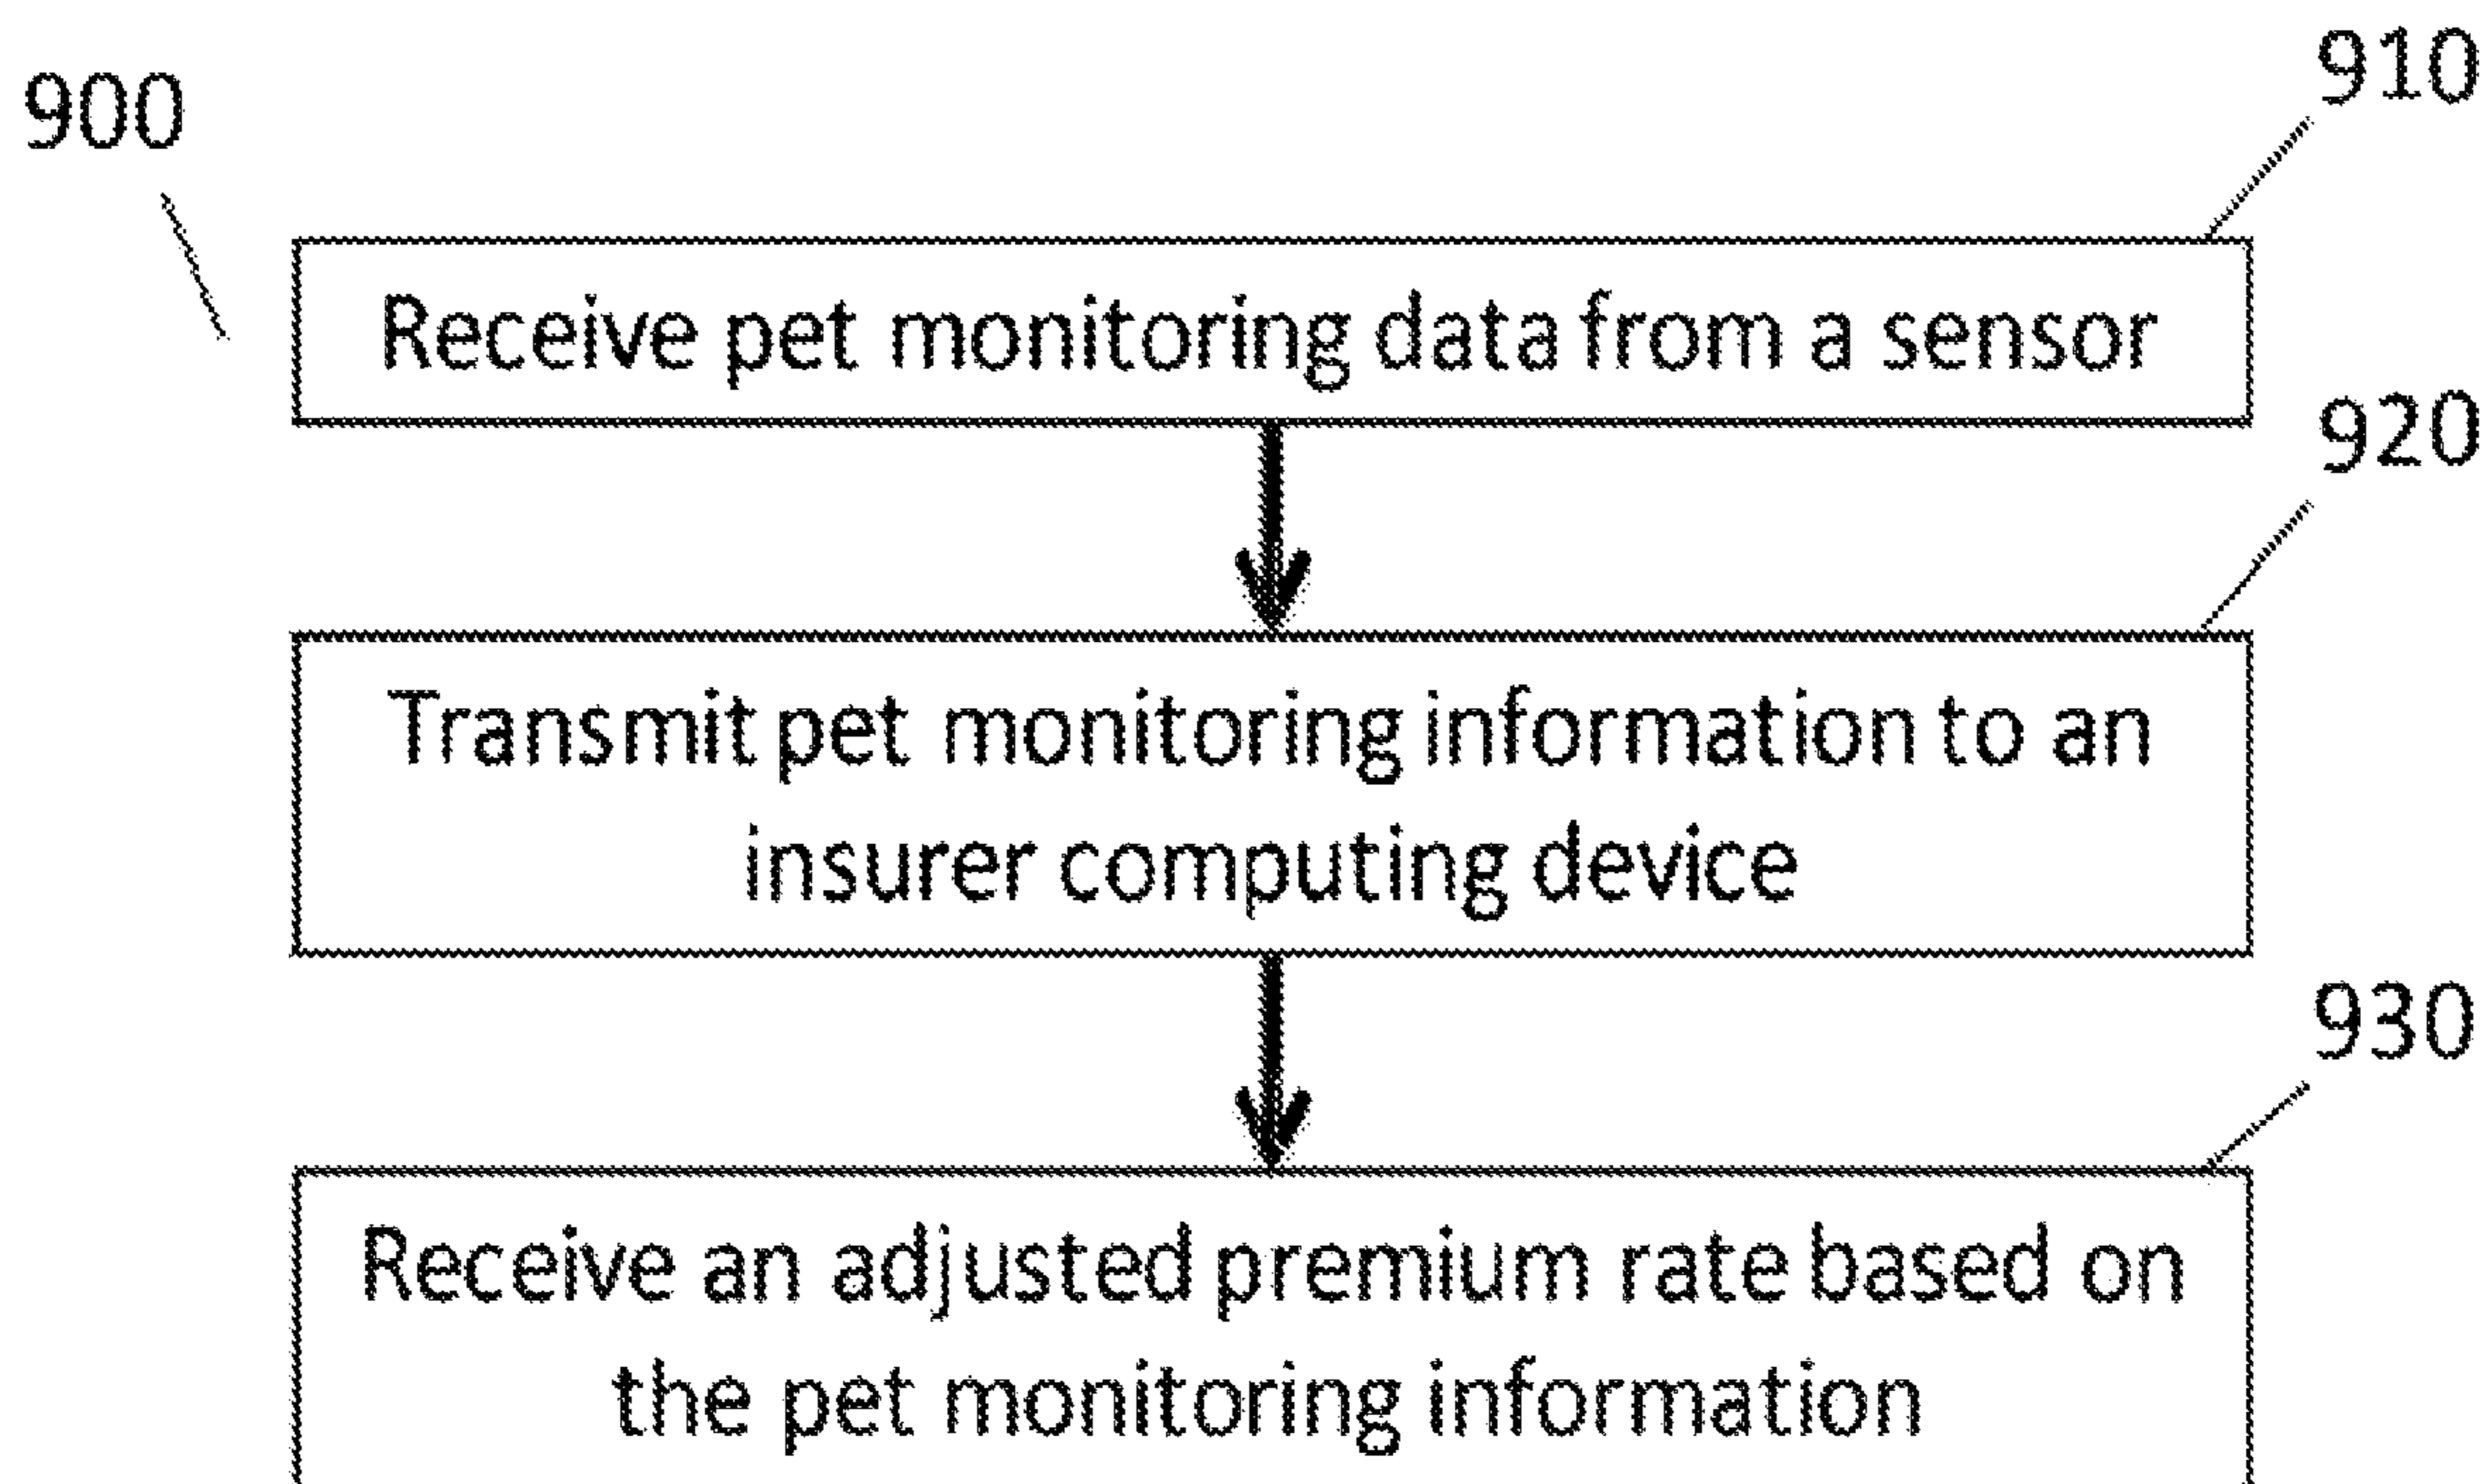 910
900
Receive pet monitoring data from a sensor
920
Transmit pet monitoring information to an
insurer computing device
930
Receive an adjusted premium rate based on
the pet monitoring information